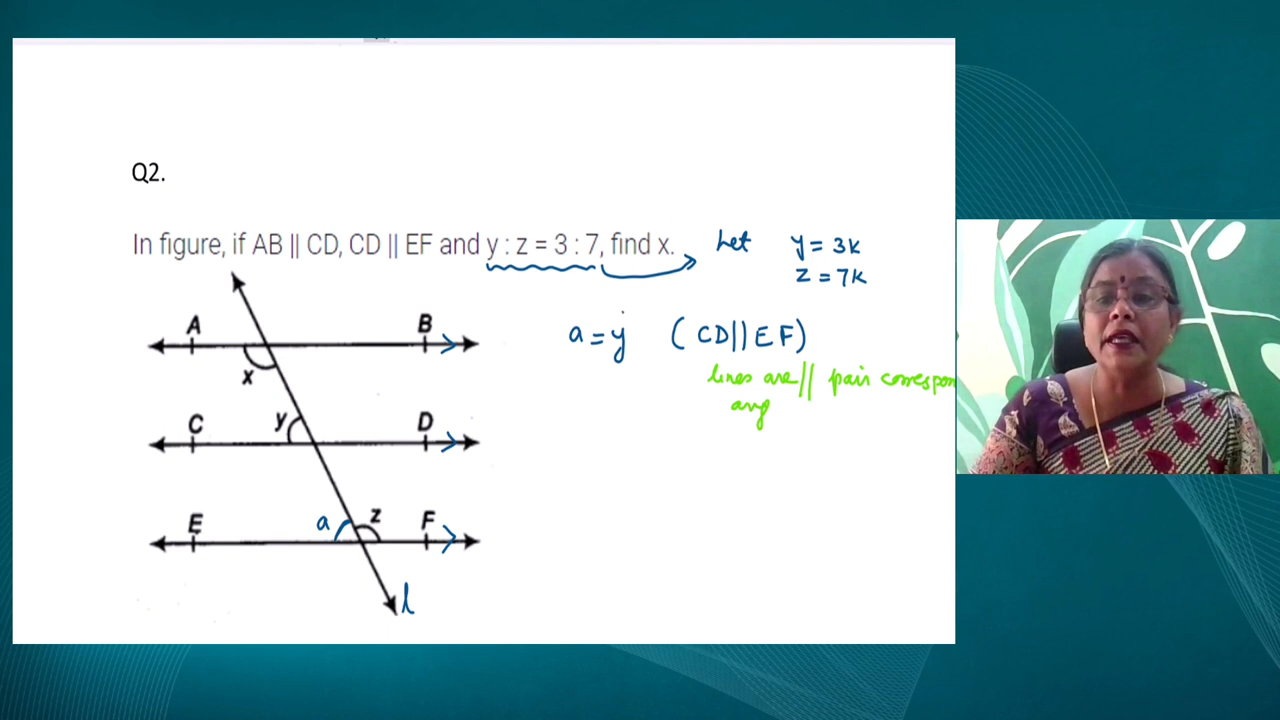 Q2.
In figure, if AB || CD, CD || EF and y : z = 3 : 7, find x.
Let y = 3k
z = 7k
a = y (CD||EF)
lines are || pair correspon
ang
A B
x
C y D
E a z F
l